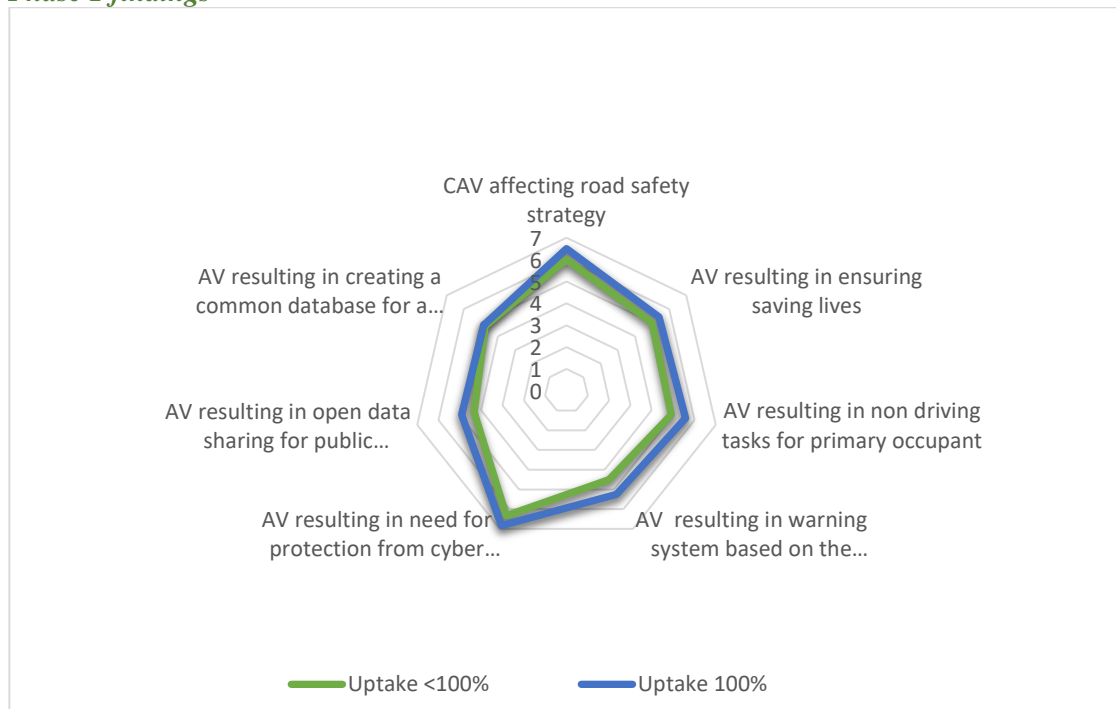 CAV affecting road safety
strategy
7
6
5
4
3
2
1
0
AV resulting in ensuring
saving lives
AV resulting in non driving
tasks for primary occupant
AV resulting in warning
system based on the...
AV resulting in need for
protection from cyber...
AV resulting in open data
sharing for public...
AV resulting in creating a
common database for a...
Uptake <100%
Uptake 100%